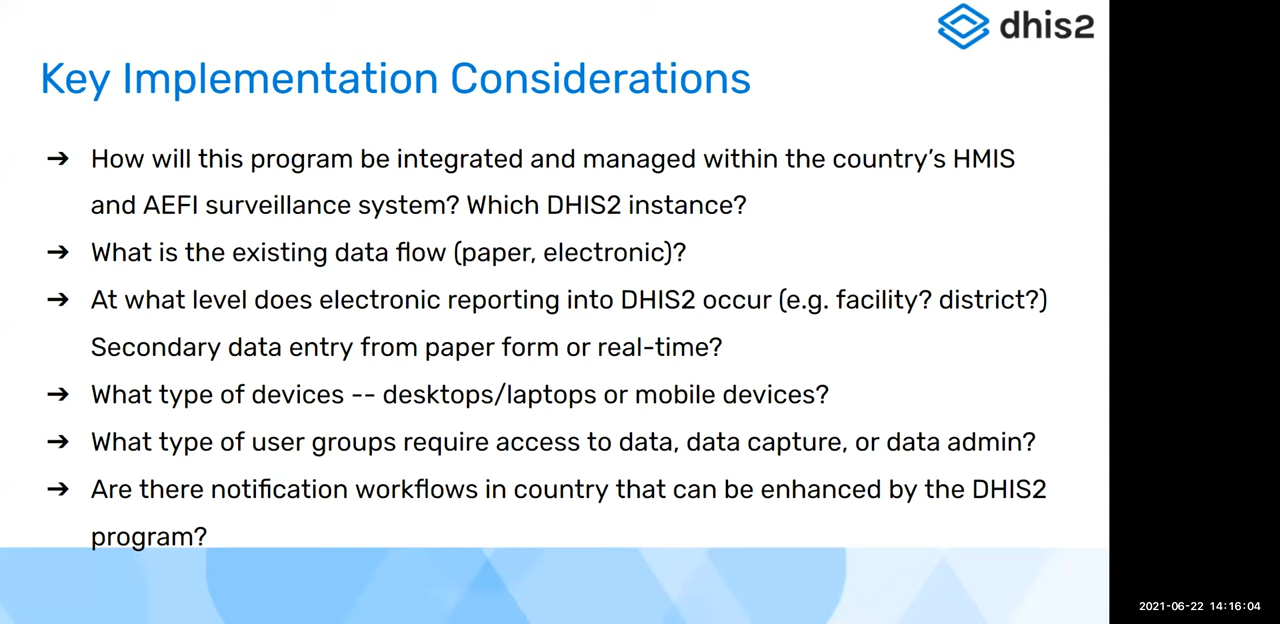 dhis2
Key Implementation Considerations
➔ How will this program be integrated and managed within the country’s HMIS
and AEFI surveillance system? Which DHIS2 instance?
➔ What is the existing data flow (paper, electronic)?
➔ At what level does electronic reporting into DHIS2 occur (e.g. facility? district?)
Secondary data entry from paper form or real-time?
➔ What type of devices -- desktops/laptops or mobile devices?
➔ What type of user groups require access to data, data capture, or data admin?
➔ Are there notification workflows in country that can be enhanced by the DHIS2
program?
2021-06-22 14:16:04